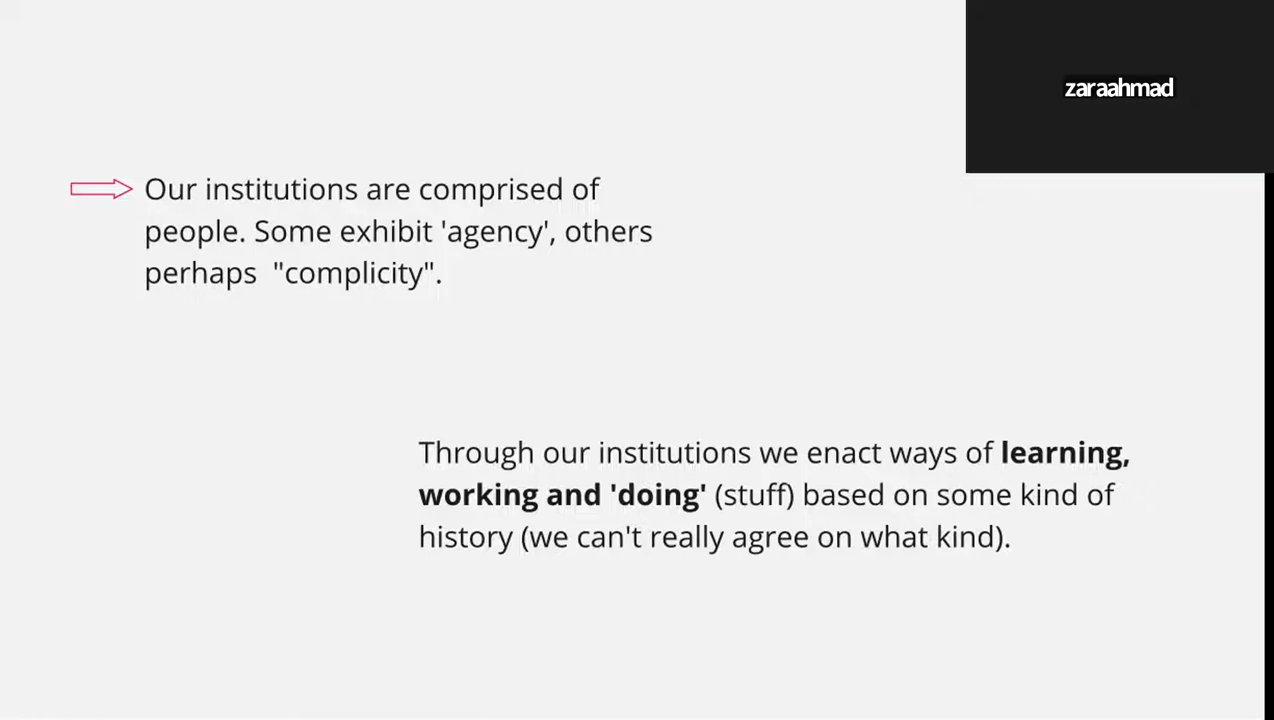 zaraahmad
Our institutions are comprised of
people. Some exhibit 'agency', others
perhaps "complicity".
Through our institutions we enact ways of learning,
working and 'doing' (stuff) based on some kind of
history (we can't really agree on what kind).